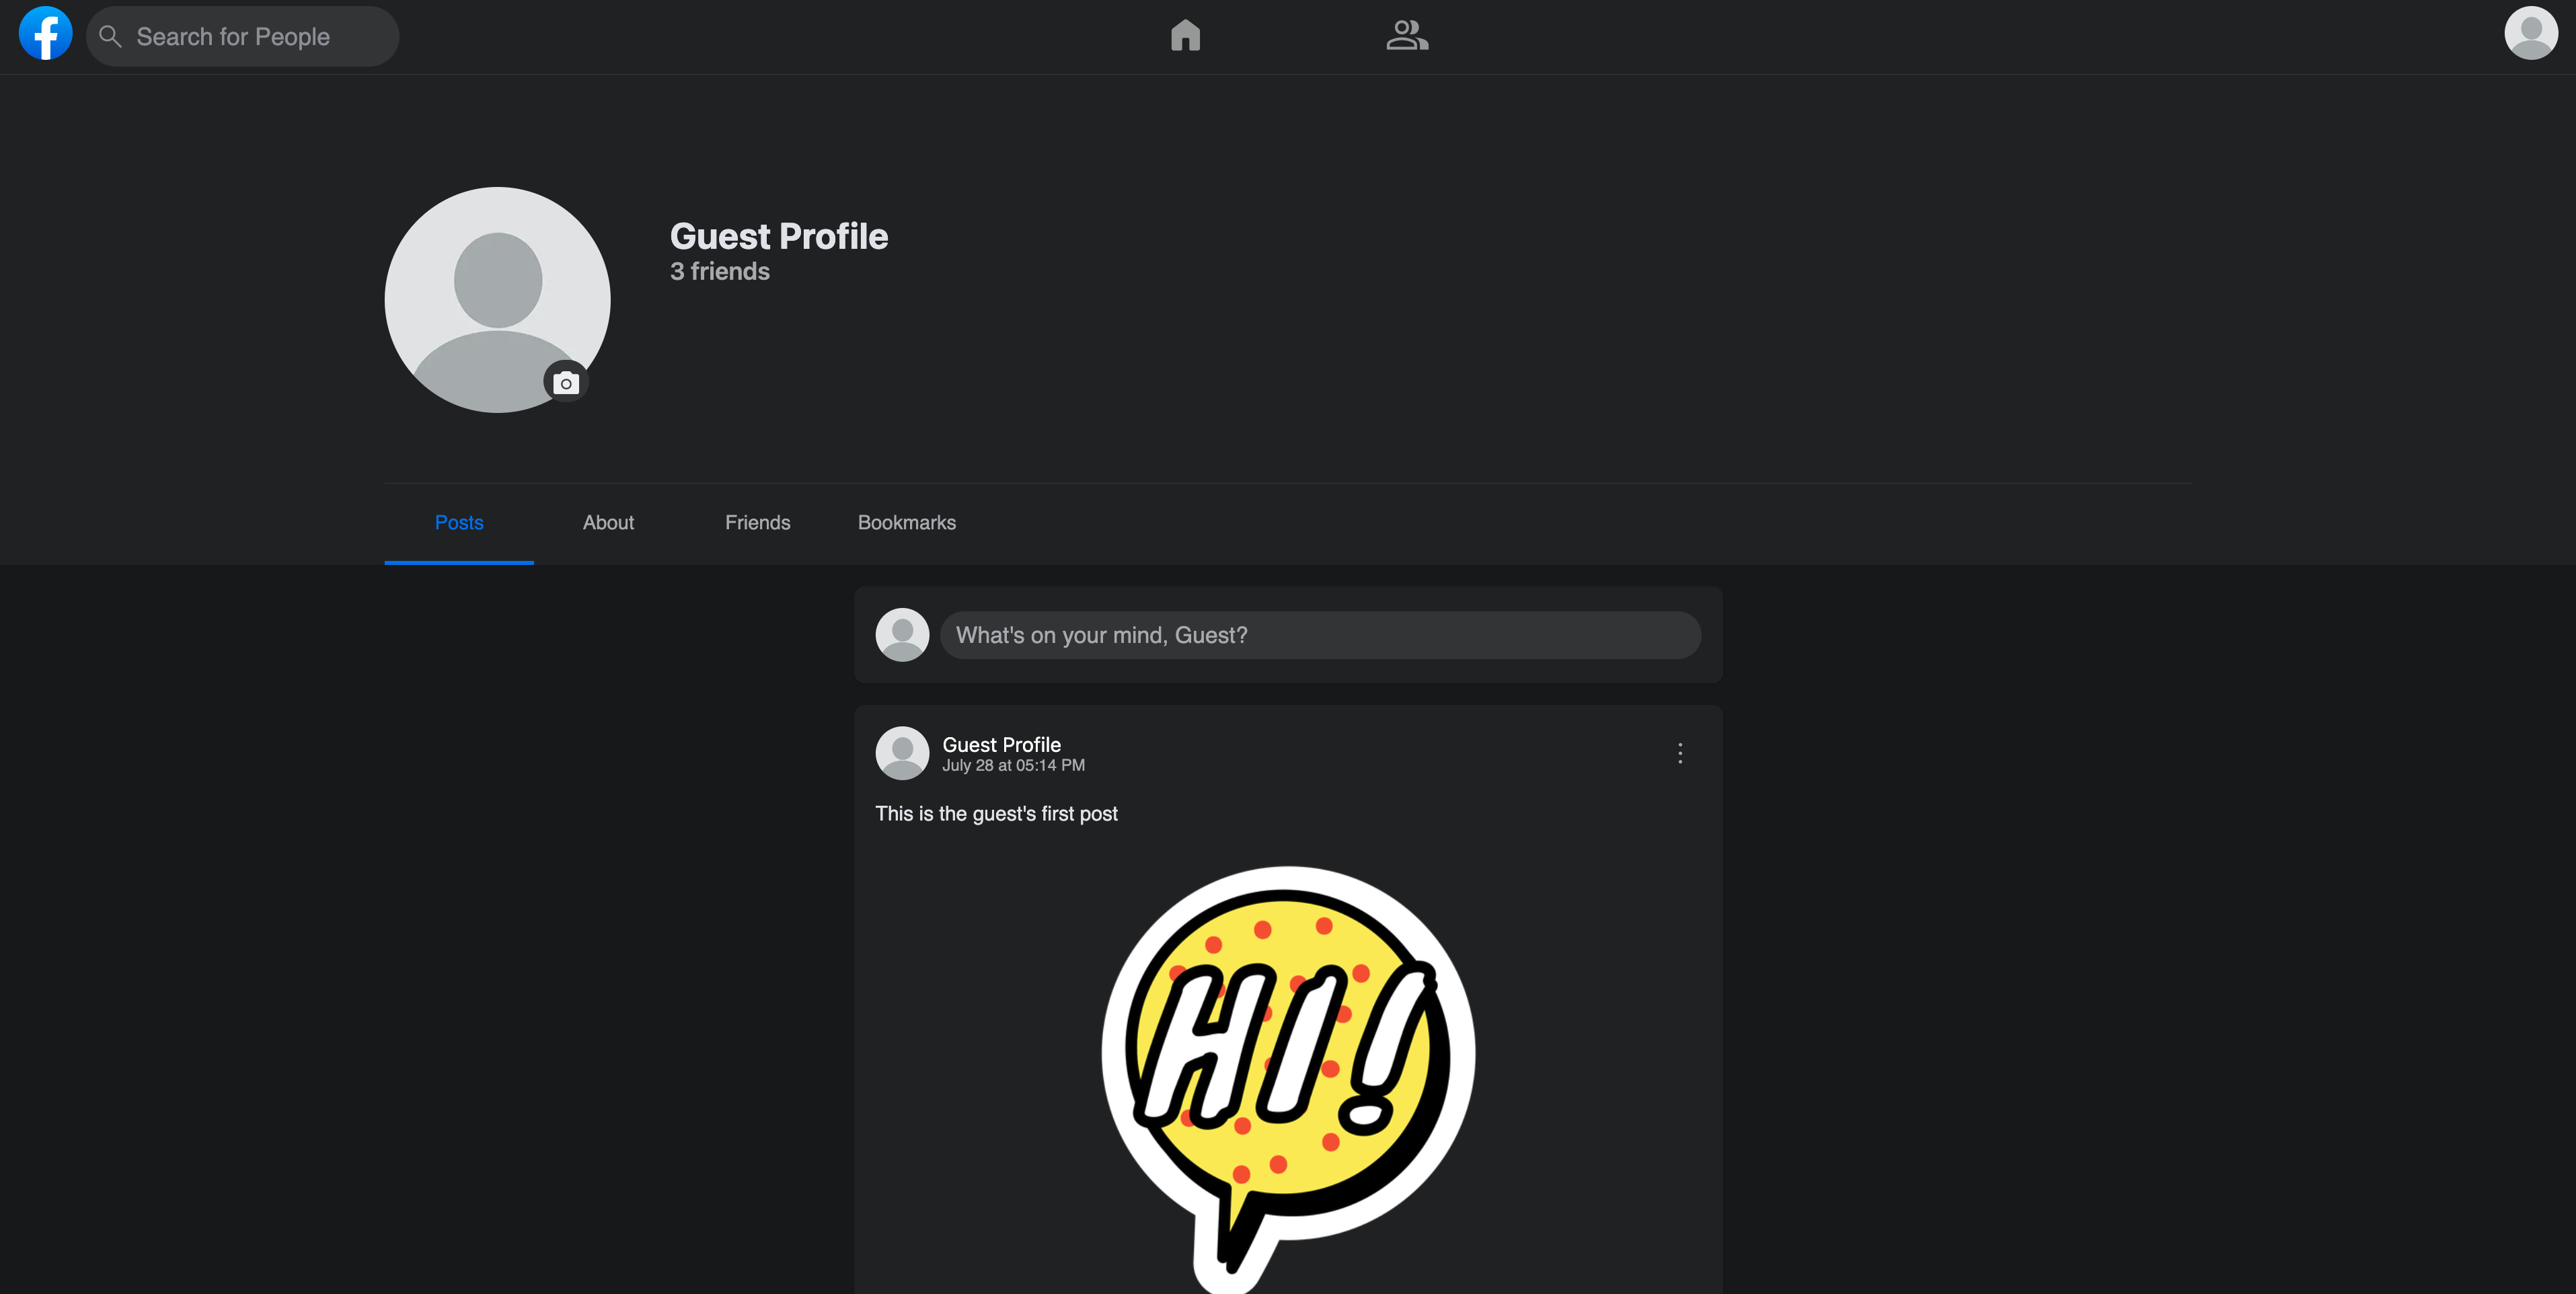 Search for People
Guest Profile
3 friends
Posts About Friends Bookmarks
What's on your mind, Guest?
Guest Profile
July 28 at 05:14 PM
This is the guest's first post
HI!